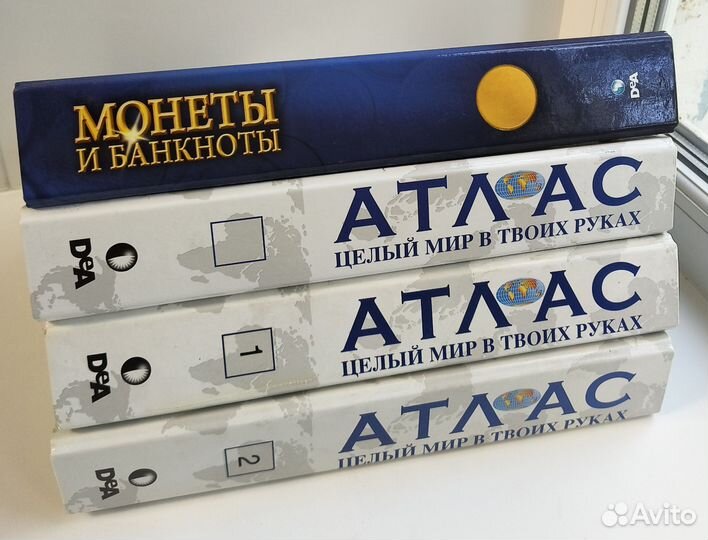 МОНЕТЫ
И БАНКНОТЫ
DeA
DeA
АТЛАС
ЦЕЛЫЙ МИР В ТВОИХ РУКАХ
DeA
1
АТЛАС
ЦЕЛЫЙ МИР В ТВОИХ РУКАХ
DeA
2
АТЛАС
ЦЕЛЫЙ МИР В ТВОИХ РУКАХ
Avito